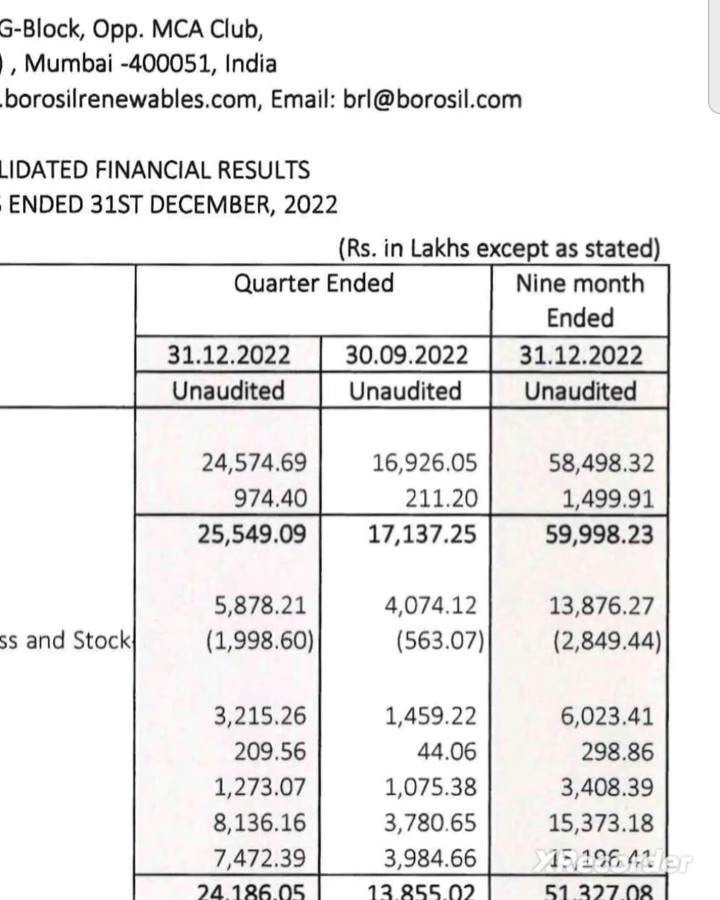 G-Block, Opp. MCA Club,
) , Mumbai -400051, India
.borosilrenewables.com, Email: brl@borosil.com
LIDATED FINANCIAL RESULTS
S ENDED 31ST DECEMBER, 2022
(Rs. in Lakhs except as stated)
Quarter Ended Nine month
Ended
31.12.2022 30.09.2022 31.12.2022
Unaudited Unaudited Unaudited
24,574.69 16,926.05 58,498.32
974.40 211.20 1,499.91
25,549.09 17,137.25 59,998.23
5,878.21 4,074.12 13,876.27
ss and Stock- (1,998.60) (563.07) (2,849.44)
3,215.26 1,459.22 6,023.41
209.56 44.06 298.86
1,273.07 1,075.38 3,408.39
8,136.16 3,780.65 15,373.18
7,472.39 3,984.66
XRecorder
24,186.05 13,855.02 51,327.08